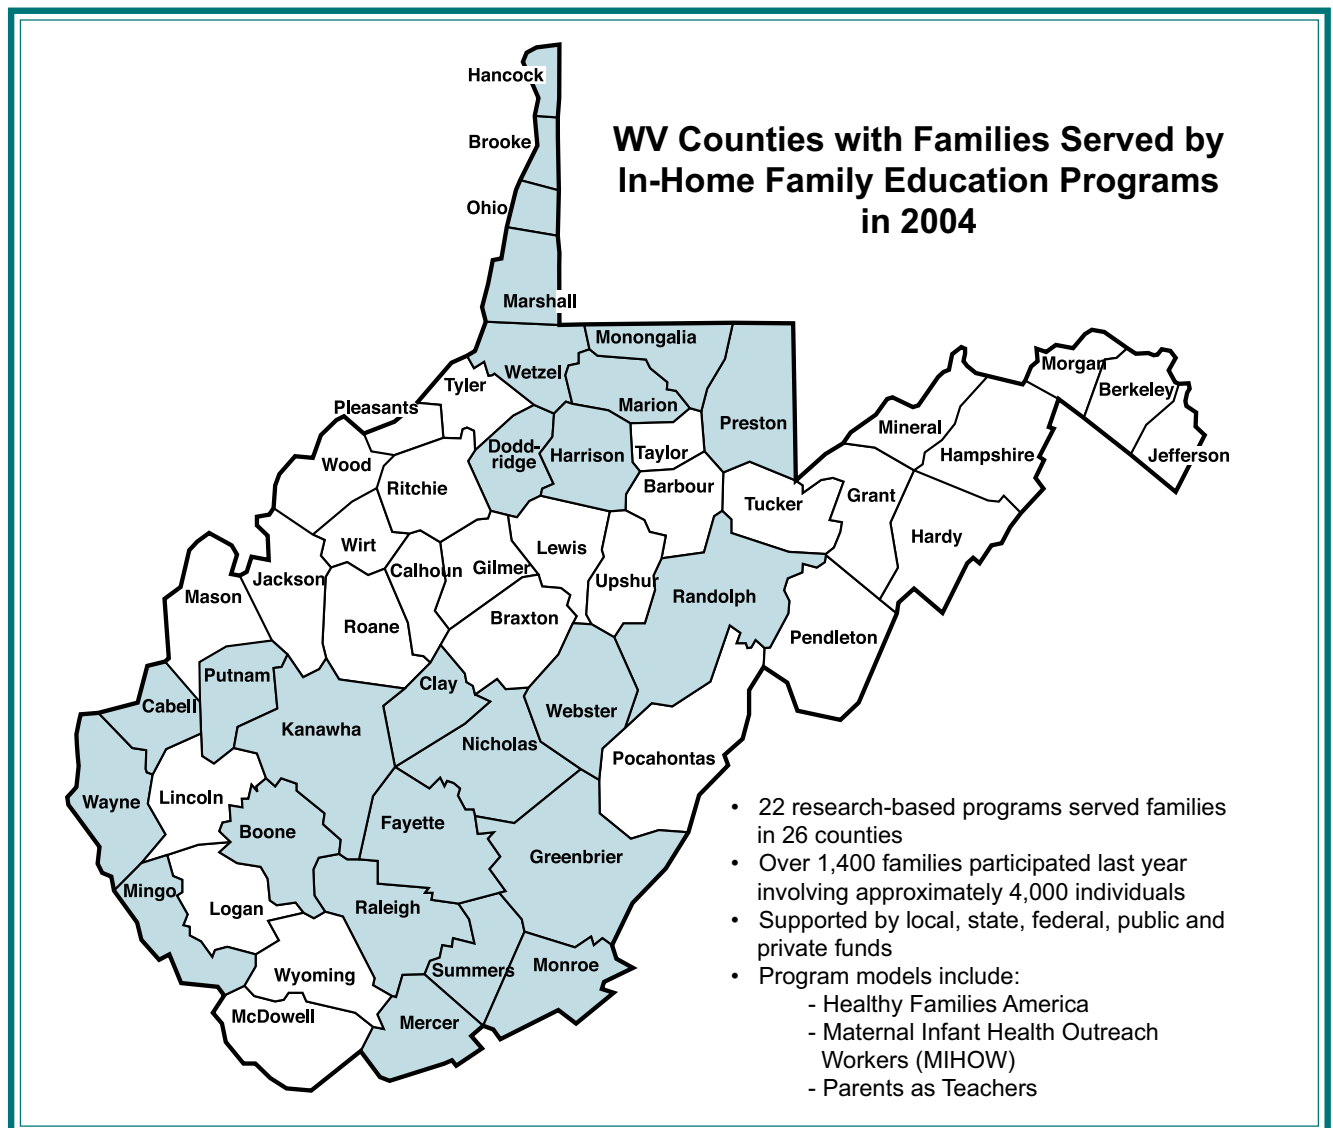 Hancock
WV Counties with Families Served by
In-Home Family Education Programs
in 2004
Brooke
Ohio
Marshall
Monongalia
Wetzel
Tyler
Marion
Pleasants
Preston
Morgan
Berkeley
Mineral
Hampshire
Jefferson
Dodd-
ridge
Harrison
Taylor
Wood
Ritchie
Barbour
Tucker
Grant
Hardy
Wirt
Lewis
Gilmer
Calhoun
Jackson
Upshur
Mason
Randolph
Roane
Braxton
Pendleton
Putnam
Clay
Cabell
Webster
Kanawha
Nicholas
Pocahontas
Wayne
Lincoln
Boone
Fayette
Greenbrier
Mingo
Logan
Raleigh
Wyoming
Summers
Monroe
McDowell
Mercer
• 22 research-based programs served families
in 26 counties
• Over 1,400 families participated last year
involving approximately 4,000 individuals
• Supported by local, state, federal, public and
private funds
• Program models include:
- Healthy Families America
- Maternal Infant Health Outreach
Workers (MIHOW)
- Parents as Teachers